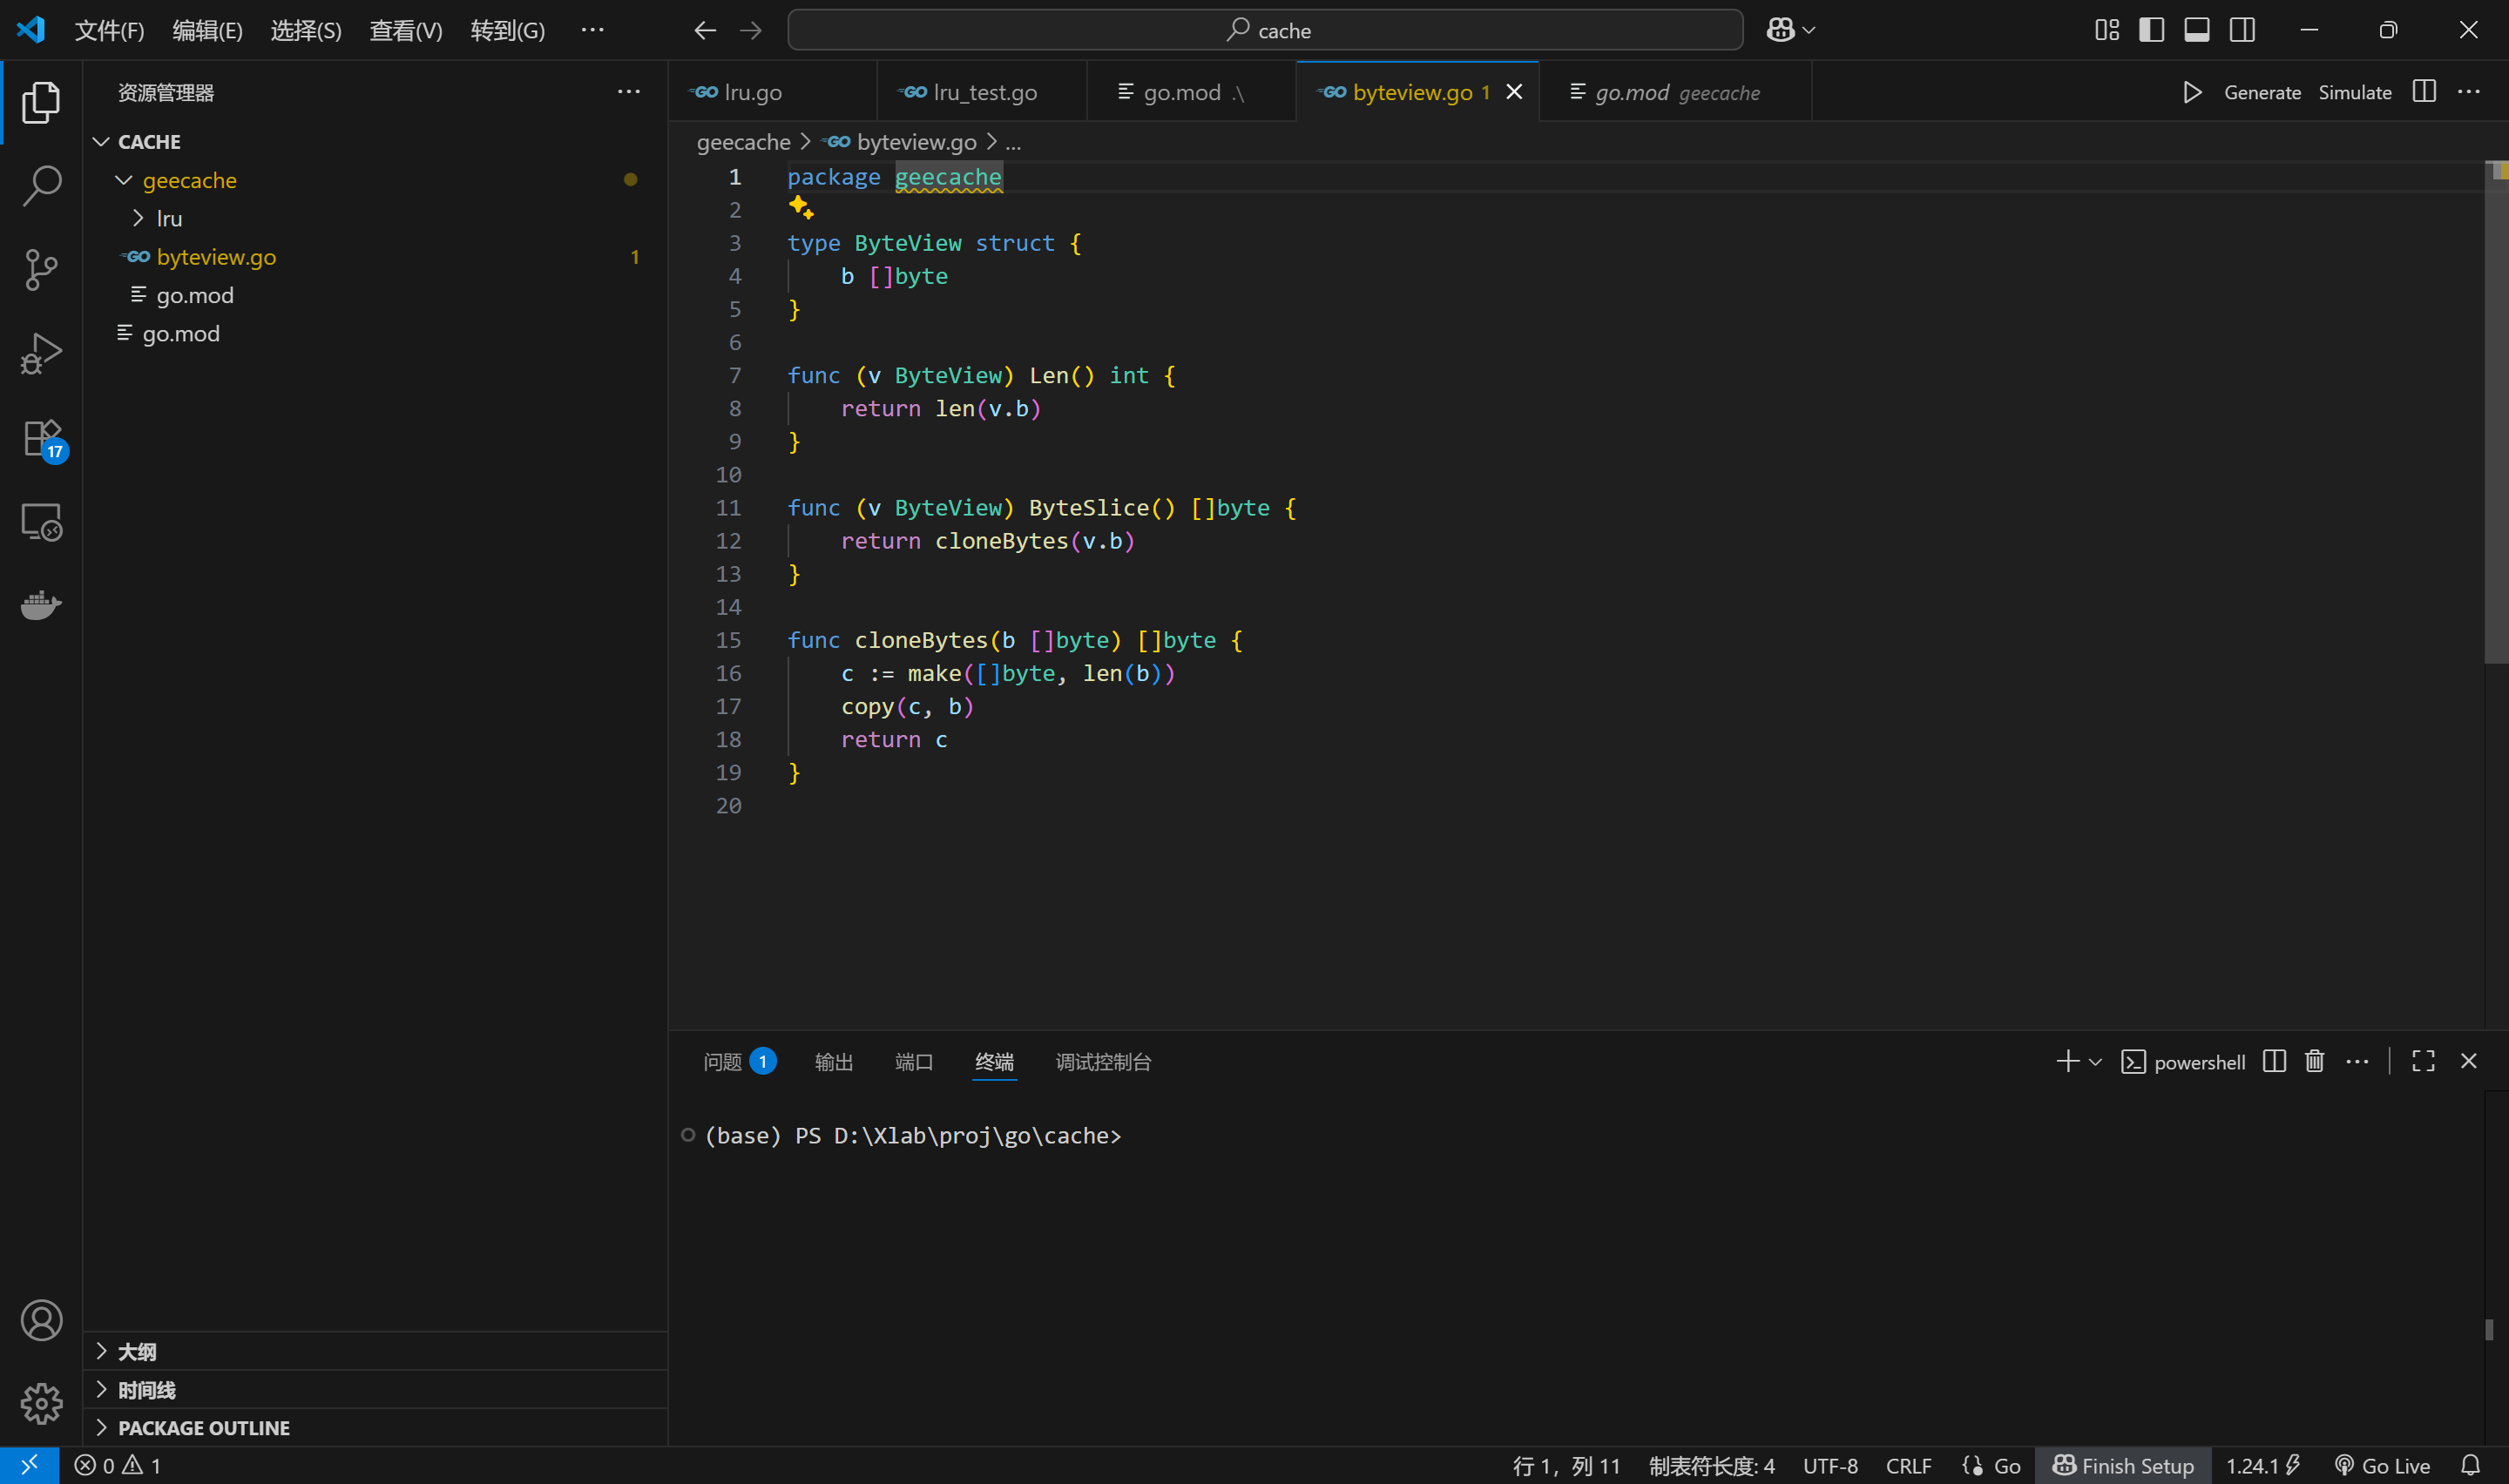 文件(F) 编辑(E) 选择(S) 查看(V) 转到(G) ··· cache
资源管理器 ···
CACHE
geecache
lru
byteview.go 1
go.mod
go.mod
17
大纲
时间线
PACKAGE OUTLINE
lru.go lru_test.go go.mod .\ byteview.go 1 go.mod geecache Generate Simulate ···
geecache > byteview.go > ...
1 package geecache
2
3 type ByteView struct {
4 b []byte
5 }
6
7 func (v ByteView) Len() int {
8 return len(v.b)
9 }
10
11 func (v ByteView) ByteSlice() []byte {
12 return cloneBytes(v.b)
13 }
14
15 func cloneBytes(b []byte) []byte {
16 c := make([]byte, len(b))
17 copy(c, b)
18 return c
19 }
20
问题 1 输出 端口 终端 调试控制台 powershell ···
(base) PS D:\Xlab\proj\go\cache>
0 1 行 1，列 11 制表符长度: 4 UTF-8 CRLF Go Finish Setup 1.24.1 Go Live